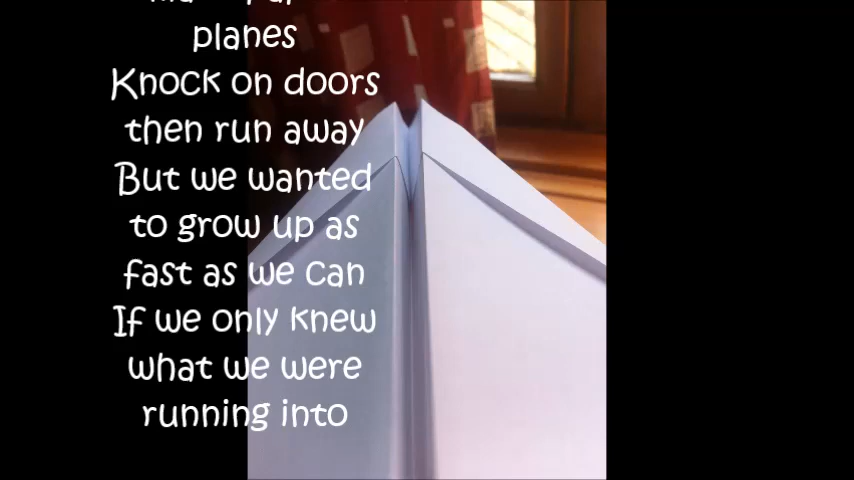 planes
Knock on doors
then run away
But we wanted
to grow up as
fast as we can
If we only knew
what we were
running into